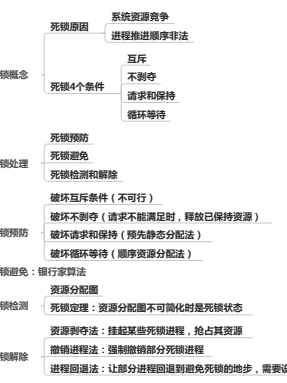 系统资源竞争
死锁原因
进程推进顺序非法
互斥
锁概念
不剥夺
死锁4个条件
请求和保持
循环等待
死锁预防
锁处理
死锁避免
死锁检测和解除
破坏互斥条件（不可行）
破坏不剥夺（请求不能满足时，释放已保持资源）
锁预防
破坏请求和保持（预先静态分配法）
破坏循环等待（顺序资源分配法）
锁避免：银行家算法
资源分配图
锁检测
死锁定理：资源分配图不可简化时是死锁状态
资源剥夺法：挂起某些死锁进程，抢占其资源
锁解除
撤销进程法：强制撤销部分死锁进程
进程回退法：让部分进程回退到避免死锁的地步，需要设